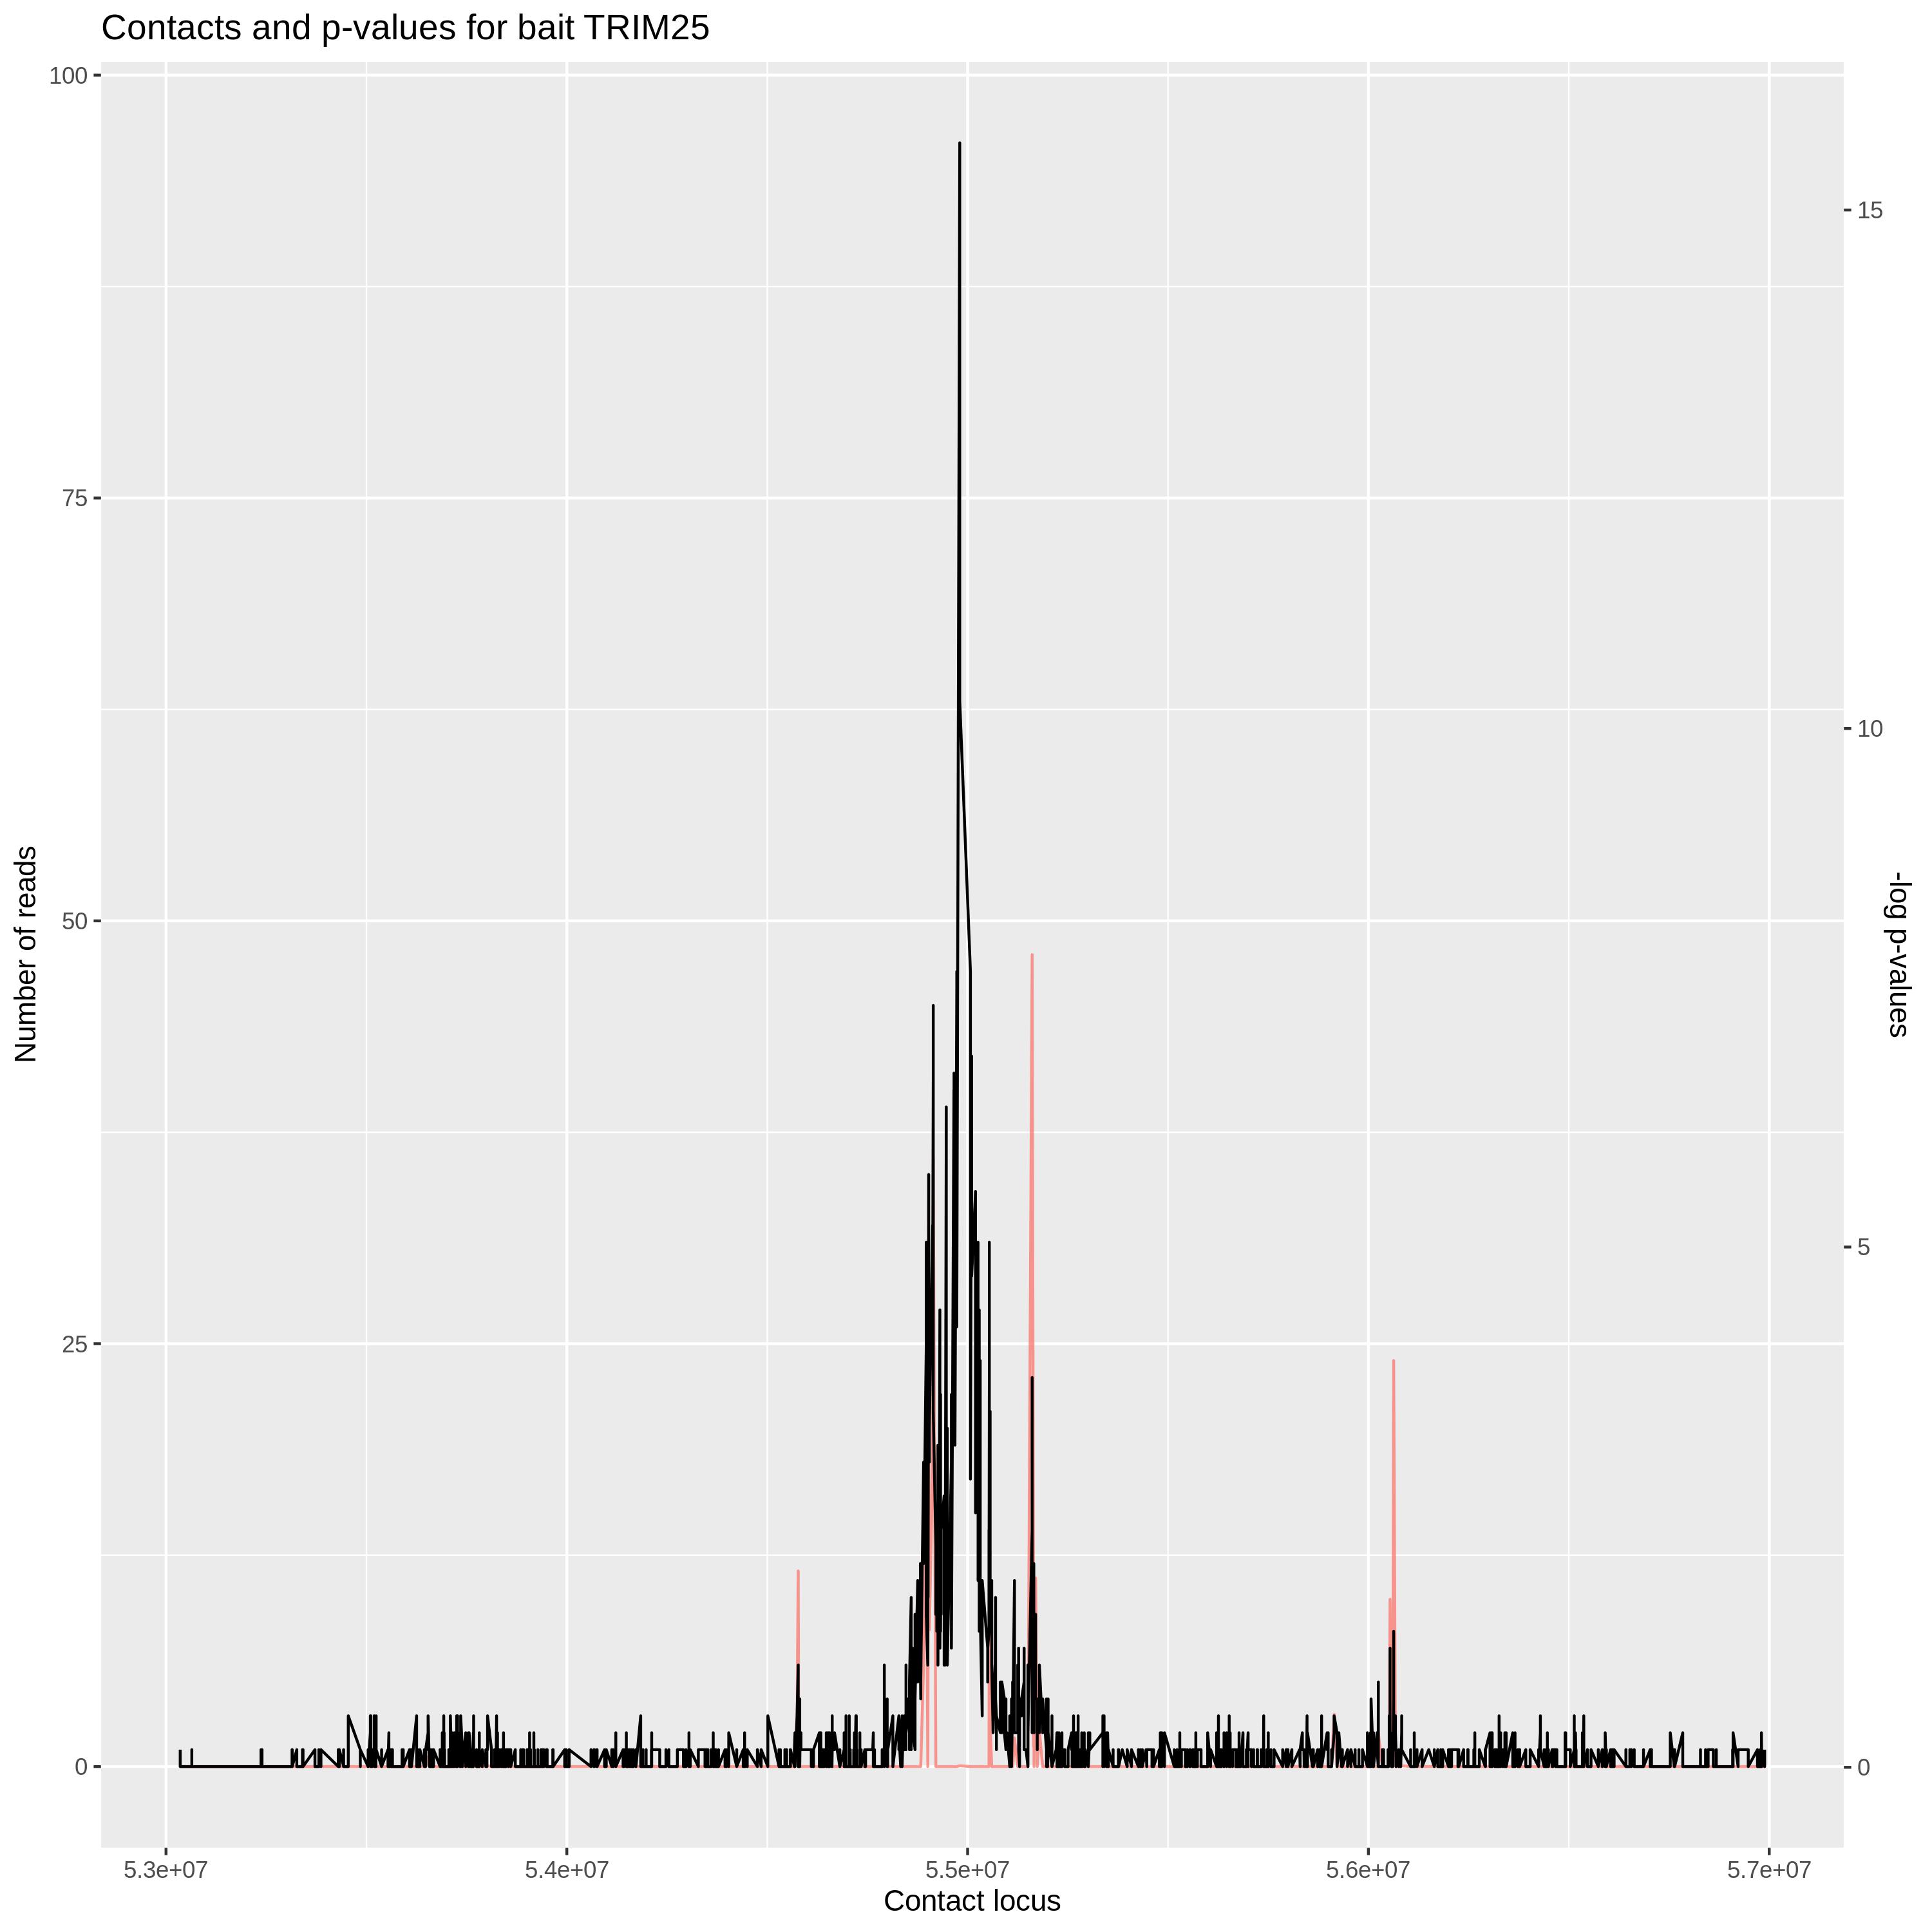 Contacts and p-values for bait TRIM25
100
75
50
25
0
Number of reads
15
10
5
0
-log p-values
5.3e+07 5.4e+07 5.5e+07 5.6e+07 5.7e+07
Contact locus